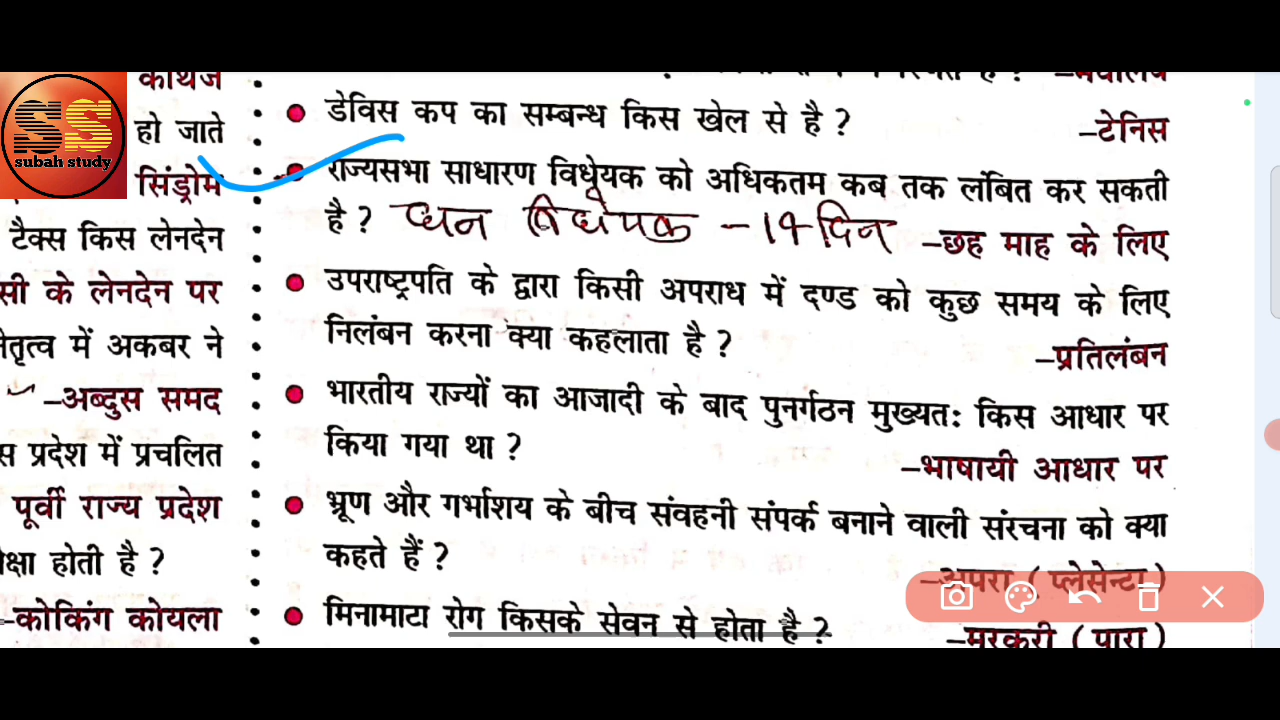 SS
subah study
कार्थेज
हो जाते
सिंड्रोम
टैक्स किस लेनदेन
सी के लेनदेन पर
नेतृत्व में अकबर ने
–अब्दुस समद
स प्रदेश में प्रचलित
पूर्वी राज्य प्रदेश
क्षा होती है ?
–कोकिंग कोयला
डेविस कप का सम्बन्ध किस खेल से है ?
–टेनिस
राज्यसभा साधारण विधेयक को अधिकतम कब तक लंबित कर सकती
है ? धन विधेयक – 14 दिन –छह माह के लिए
उपराष्ट्रपति के द्वारा किसी अपराध में दण्ड को कुछ समय के लिए
निलंबन करना क्या कहलाता है ?
–प्रतिलंबन
भारतीय राज्यों का आजादी के बाद पुनर्गठन मुख्यतः किस आधार पर
किया गया था ?
–भाषायी आधार पर
भ्रूण और गर्भाशय के बीच संवहनी संपर्क बनाने वाली संरचना को क्या
कहते हैं ?
–अपरा ( प्लेसेन्टा )
मिनामाटा रोग किसके सेवन से होता है ?
–मरकरी ( पारा )